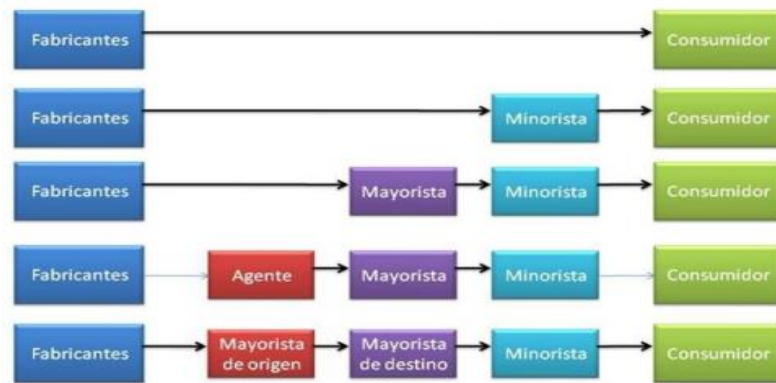 Fabricantes
Consumidor
Fabricantes
Minorista
Consumidor
Fabricantes
Mayorista
Minorista
Consumidor
Fabricantes
Agente
Mayorista
Minorista
Consumidor
Fabricantes
Mayorista
de origen
Mayorista
de destino
Minorista
Consumidor